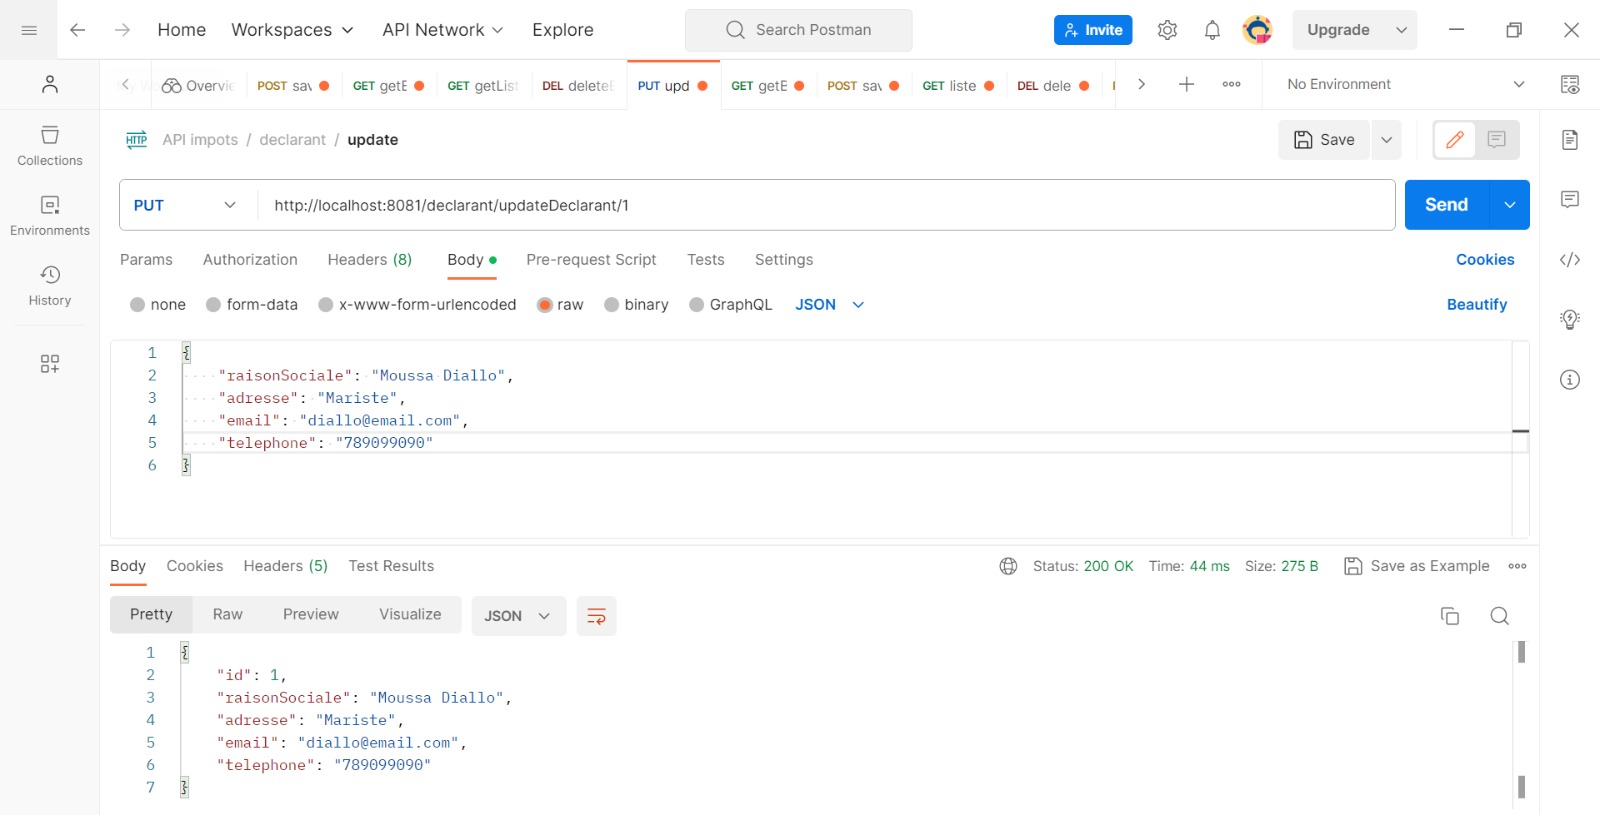 Home Workspaces API Network Explore Search Postman Invite Upgrade
Overvie POST sav GET getE GET getList DEL deleteE PUT upd GET getE POST sav GET liste DEL dele No Environment
HTTP API impots / declarant / update Save
Collections
PUT http://localhost:8081/declarant/updateDeclarant/1 Send
Environments
Params Authorization Headers (8) Body Pre-request Script Tests Settings Cookies
History
none form-data x-www-form-urlencoded raw binary GraphQL JSON Beautify
1 {
2 "raisonSociale": "Moussa Diallo",
3 "adresse": "Mariste",
4 "email": "diallo@email.com",
5 "telephone": "789099090"
6 }
Body Cookies Headers (5) Test Results Status: 200 OK Time: 44 ms Size: 275 B Save as Example
Pretty Raw Preview Visualize JSON
1 {
2 "id": 1,
3 "raisonSociale": "Moussa Diallo",
4 "adresse": "Mariste",
5 "email": "diallo@email.com",
6 "telephone": "789099090"
7 }